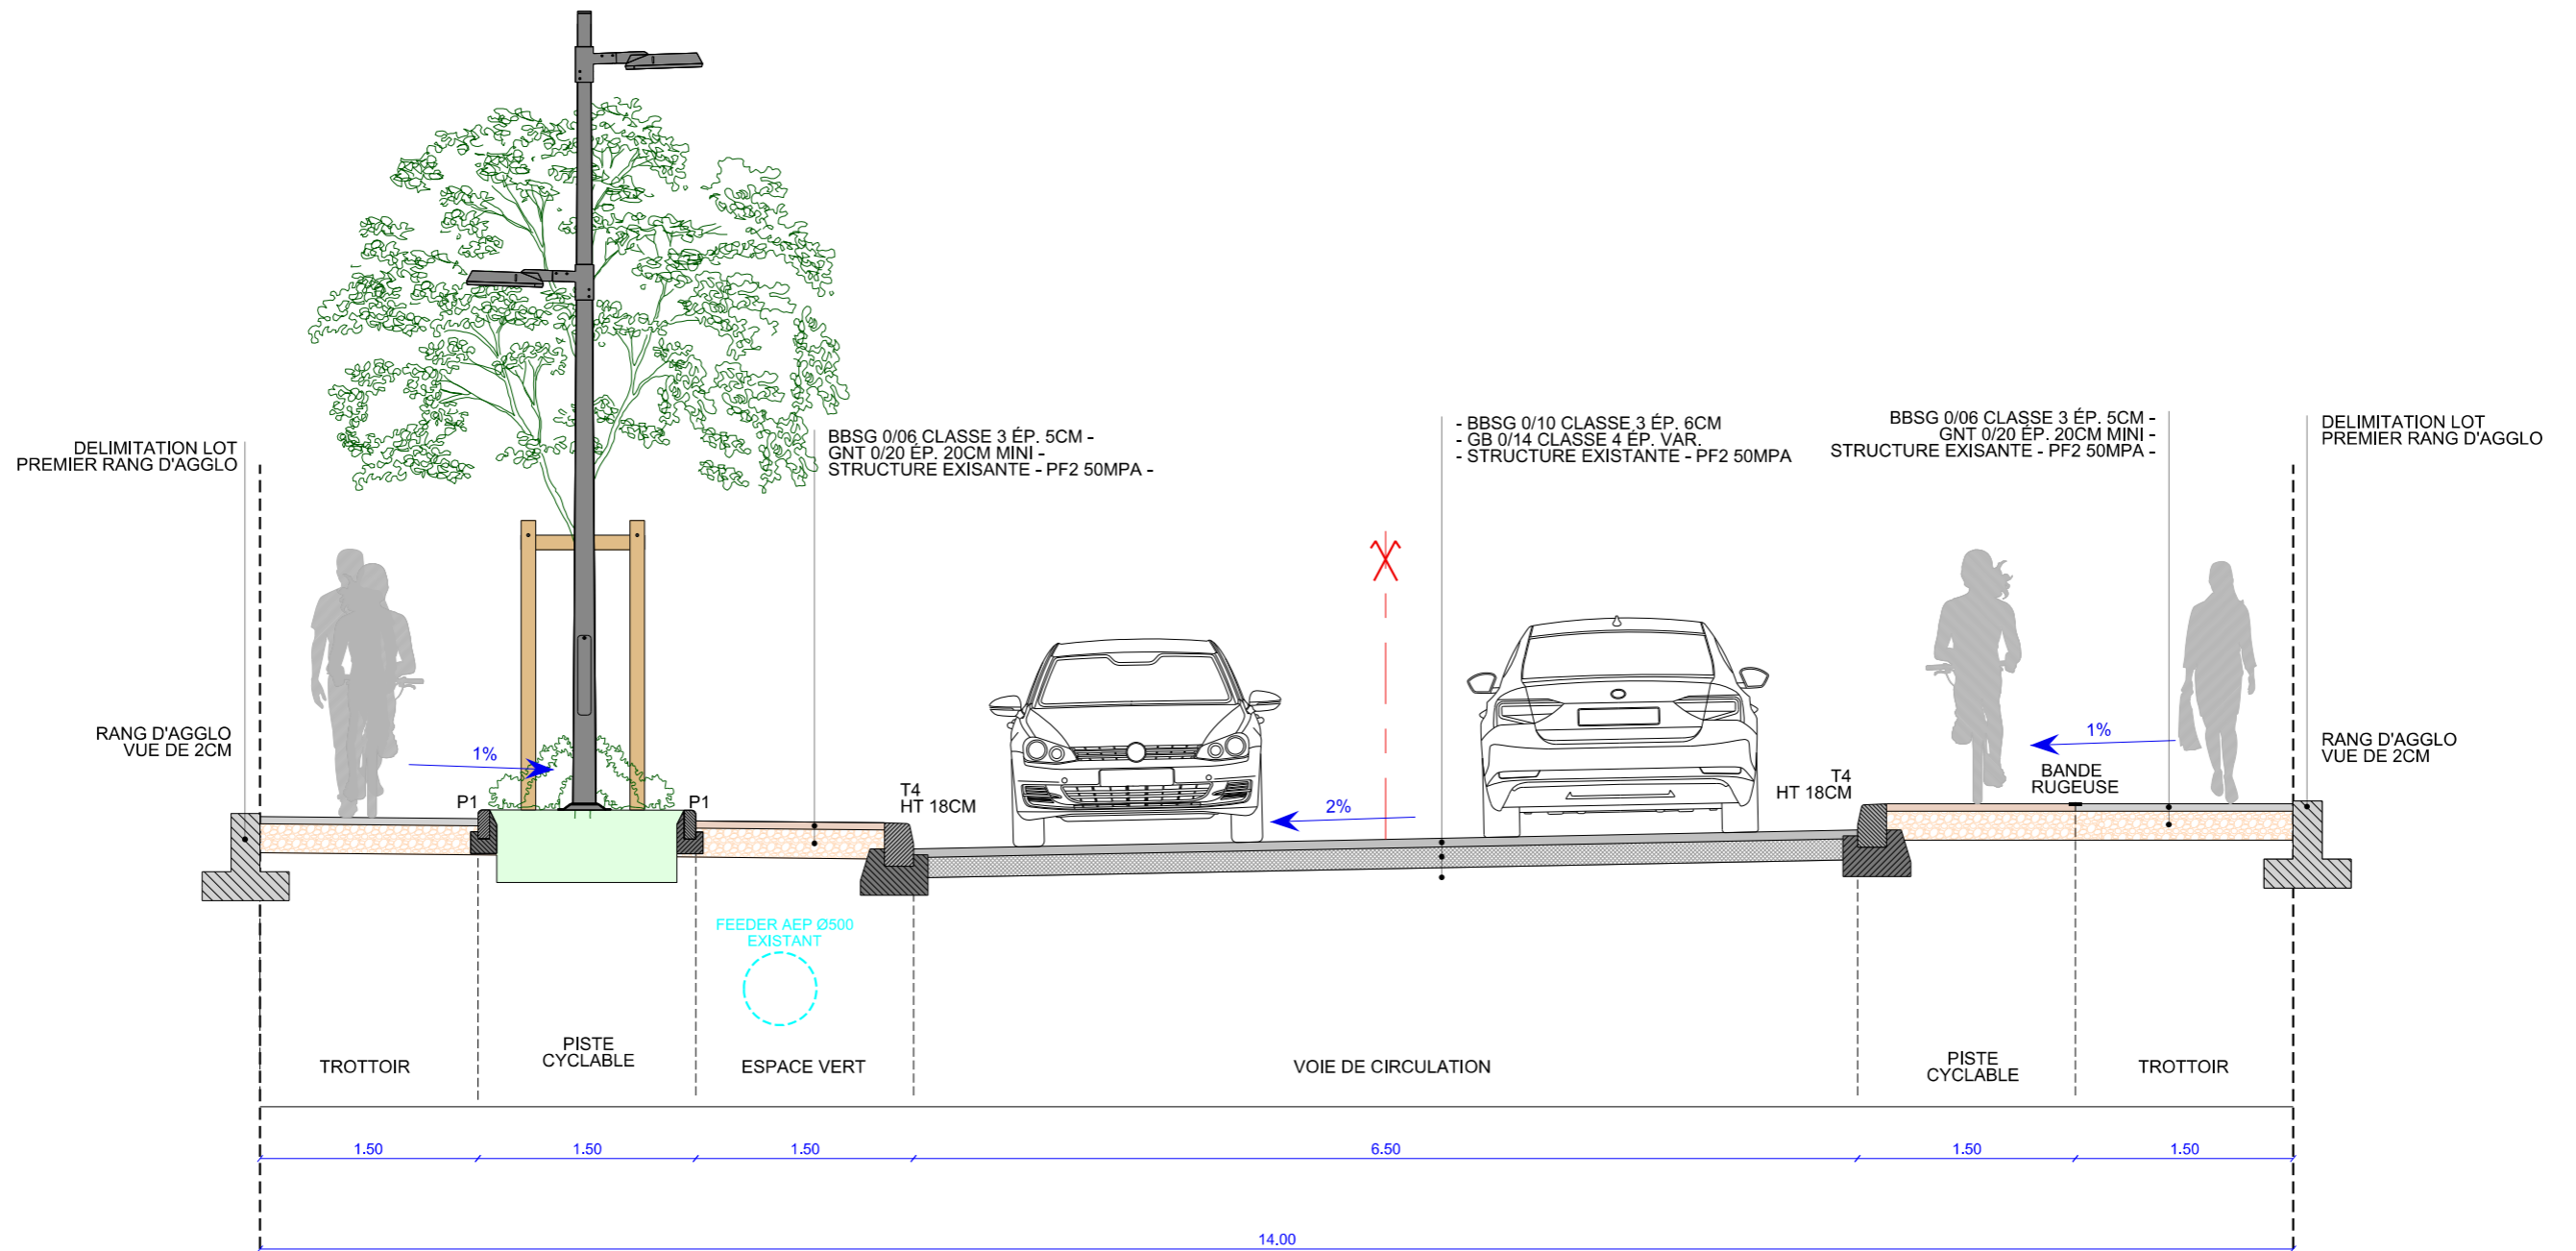 DELIMITATION LOT
PREMIER RANG D'AGGLO
BBSG 0/06 CLASSE 3 ÉP. 5CM -
GNT 0/20 ÉP. 20CM MINI -
STRUCTURE EXISANTE - PF2 50MPA -
- BBSG 0/10 CLASSE 3 ÉP. 6CM
- GB 0/14 CLASSE 4 ÉP. VAR.
- STRUCTURE EXISTANTE - PF2 50MPA
BBSG 0/06 CLASSE 3 ÉP. 5CM -
GNT 0/20 ÉP. 20CM MINI -
STRUCTURE EXISANTE - PF2 50MPA -
DELIMITATION LOT
PREMIER RANG D'AGGLO
RANG D'AGGLO
VUE DE 2CM
1%
P1
P1
T4
HT 18CM
2%
T4
HT 18CM
1%
BANDE
RUGEUSE
RANG D'AGGLO
VUE DE 2CM
FEEDER AEP Ø500
EXISTANT
TROTTOIR
PISTE
CYCLABLE
ESPACE VERT
VOIE DE CIRCULATION
PISTE
CYCLABLE
TROTTOIR
1.50
1.50
1.50
6.50
1.50
1.50
14.00